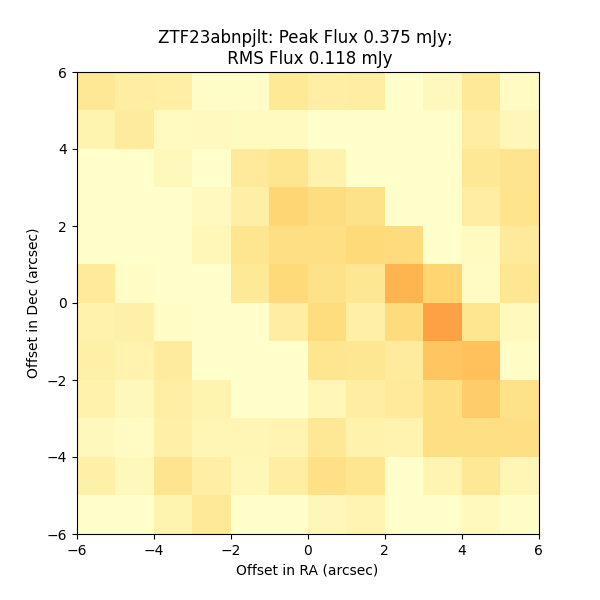 ZTF23abnpjlt: Peak Flux 0.375 mJy;
RMS Flux 0.118 mJy
6
4
2
0
−2
−4
−6
Offset in Dec (arcsec)
−6 −4 −2 0 2 4 6
Offset in RA (arcsec)